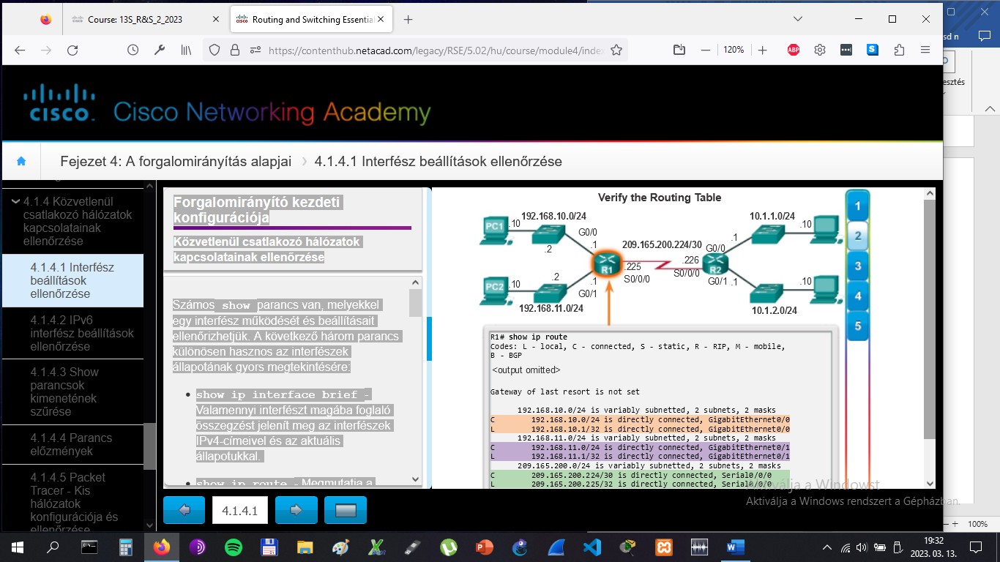 Course: 13S_R&S_2_2023
Routing and Switching Essential
sd n
https://contenthub.netacad.com/legacy/RSE/5.02/hu/course/module4/index
120%
ABP
S
esztés
CISCO.
Cisco Networking Academy
Fejezet 4: A forgalomirányítás alapjai
4.1.4.1 Interfész beállítások ellenőrzése
4.1.4 Közvetlenül
csatlakozó hálózatok
kapcsolatainak
ellenőrzése
4.1.4.1 Interfész
beállítások
ellenőrzése
4.1.4.2 IPv6
interfész beállítások
ellenőrzése
4.1.4.3 Show
parancsok
kimenetének
szűrése
4.1.4.4 Parancs
előzmények
4.1.4.5 Packet
Tracer - Kis
hálózatok
konfigurációja és
ellenőrzése
Forgalomirányító kezdeti
konfigurációja
Közvetlenül csatlakozó hálózatok
kapcsolatainak ellenőrzése
Számos show parancs van, melyekkel
egy interfész működését és beállításait
ellenőrizhetjük. A következő három parancs
különösen hasznos az interfészek
állapotának gyors megtekintésére:
• show ip interface brief -
Valamennyi interfészt magába foglaló
összegzést jelenít meg az interfészek
IPv4-címeivel és az aktuális
állapotukkal.
• show ip route - Megmutatja a
4.1.4.1
Verify the Routing Table
192.168.10.0/24
10.1.1.0/24
PC1
10
G0/0
.10
.2
.1
209.165.200.224/30
.1
G0/0
R1
.225
.226
R2
S0/0/0
S0/0/0
G0/1
.1
.2
.1
PC2
10
G0/1
.10
192.168.11.0/24
10.1.2.0/24
1
2
3
4
5
R1# show ip route
Codes: L - local, C - connected, S - static, R - RIP, M - mobile,
B - BGP
<output omitted>
Gateway of last resort is not set
192.168.10.0/24 is variably subnetted, 2 subnets, 2 masks
C 192.168.10.0/24 is directly connected, GigabitEthernet0/0
L 192.168.10.1/32 is directly connected, GigabitEthernet0/0
192.168.11.0/24 is variably subnetted, 2 subnets, 2 masks
C 192.168.11.0/24 is directly connected, GigabitEthernet0/1
L 192.168.11.1/32 is directly connected, GigabitEthernet0/1
209.165.200.0/24 is variably subnetted, 2 subnets, 2 masks
C 209.165.200.224/30 is directly connected, Serial0/0/0
L 209.165.200.225/32 is directly connected, Serial0/0/0
Aktiválja a Windowst
Aktiválja a Windows rendszert a Gépházban.
100%
19:32
2023. 03. 13.